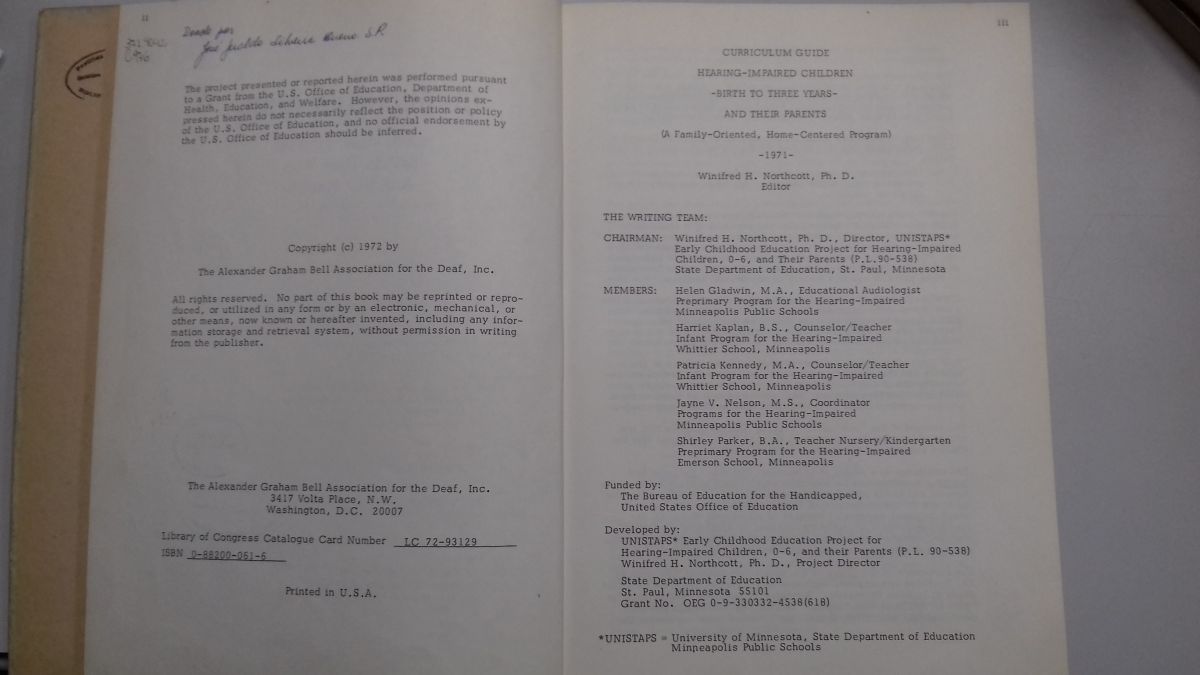 ii
Doado por
José
The project presented or reported herein was performed pursuant
to a Grant from the U.S. Office of Education, Department of
Health, Education, and Welfare. However, the opinions ex-
pressed herein do not necessarily reflect the position or policy
of the U.S. Office of Education, and no official endorsement by
the U.S. Office of Education should be inferred.
Copyright (c) 1972 by
The Alexander Graham Bell Association for the Deaf, Inc.
All rights reserved. No part of this book may be reprinted or repro-
duced, or utilized in any form or by an electronic, mechanical, or
other means, now known or hereafter invented, including any infor-
mation storage and retrieval system, without permission in writing
from the publisher.
The Alexander Graham Bell Association for the Deaf, Inc.
3417 Volta Place, N.W.
Washington, D.C. 20007
Library of Congress Catalogue Card Number LC 72-93129
ISBN 0-88200-061-6
Printed in U.S.A.
iii
CURRICULUM GUIDE
HEARING-IMPAIRED CHILDREN
-BIRTH TO THREE YEARS-
AND THEIR PARENTS
(A Family-Oriented, Home-Centered Program)
-1971-
Winifred H. Northcott, Ph. D.
Editor
THE WRITING TEAM:
CHAIRMAN: Winifred H. Northcott, Ph. D., Director, UNISTAPS*
Early Childhood Education Project for Hearing-Impaired
Children, 0-6, and Their Parents (P.L.90-538)
State Department of Education, St. Paul, Minnesota
MEMBERS: Helen Gladwin, M.A., Educational Audiologist
Preprimary Program for the Hearing-Impaired
Minneapolis Public Schools
Harriet Kaplan, B.S., Counselor/Teacher
Infant Program for the Hearing-Impaired
Whittier School, Minneapolis
Patricia Kennedy, M.A., Counselor/Teacher
Infant Program for the Hearing-Impaired
Whittier School, Minneapolis
Jayne V. Nelson, M.S., Coordinator
Programs for the Hearing-Impaired
Minneapolis Public Schools
Shirley Parker, B.A., Teacher Nursery/Kindergarten
Preprimary Program for the Hearing-Impaired
Emerson School, Minneapolis
Funded by:
The Bureau of Education for the Handicapped,
United States Office of Education
Developed by:
UNISTAPS* Early Childhood Education Project for
Hearing-Impaired Children, 0-6, and their Parents (P.L. 90-538)
Winifred H. Northcott, Ph. D., Project Director
State Department of Education
St. Paul, Minnesota 55101
Grant No. OEG 0-9-330332-4538(618)
*UNISTAPS = University of Minnesota, State Department of Education
Minneapolis Public Schools